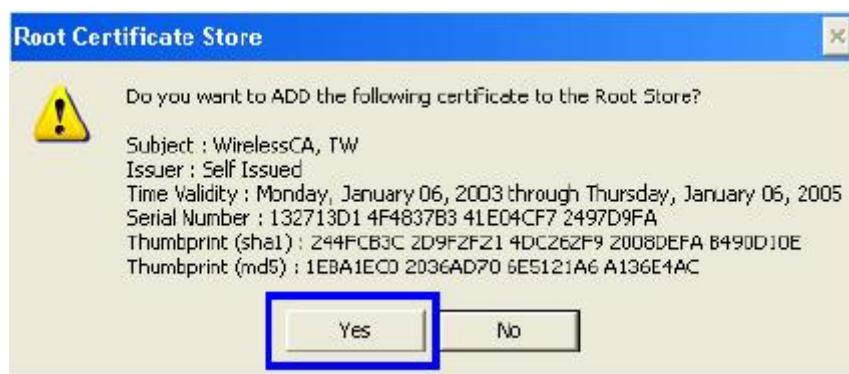 Root Certificate Store
Do you want to ADD the following certificate to the Root Store?
Subject : WirelessCA, TW
Issuer : Self Issued
Time Validity : Monday, January 06, 2003 through Thursday, January 06, 2005
Serial Number : 132713D1 4F4837B3 41E04CF7 2497D9FA
Thumbprint (sha1) : 244FCB3C 2D9F2F21 4DC262F9 2008DEFA B490D10E
Thumbprint (md5) : 1EBA1EC0 2036AD70 6E5121A6 A136E4AC
Yes No